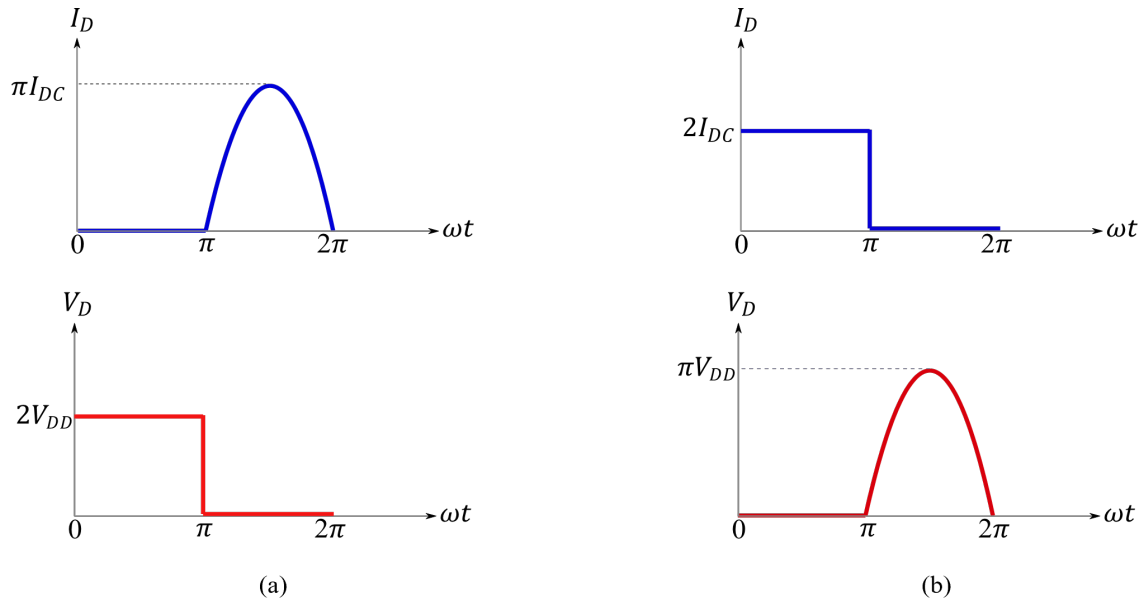 I_D
πI_DC
0 π 2π ωt
V_D
2V_DD
0 π 2π ωt
(a)
I_D
2I_DC
0 π 2π ωt
V_D
πV_DD
0 π 2π ωt
(b)